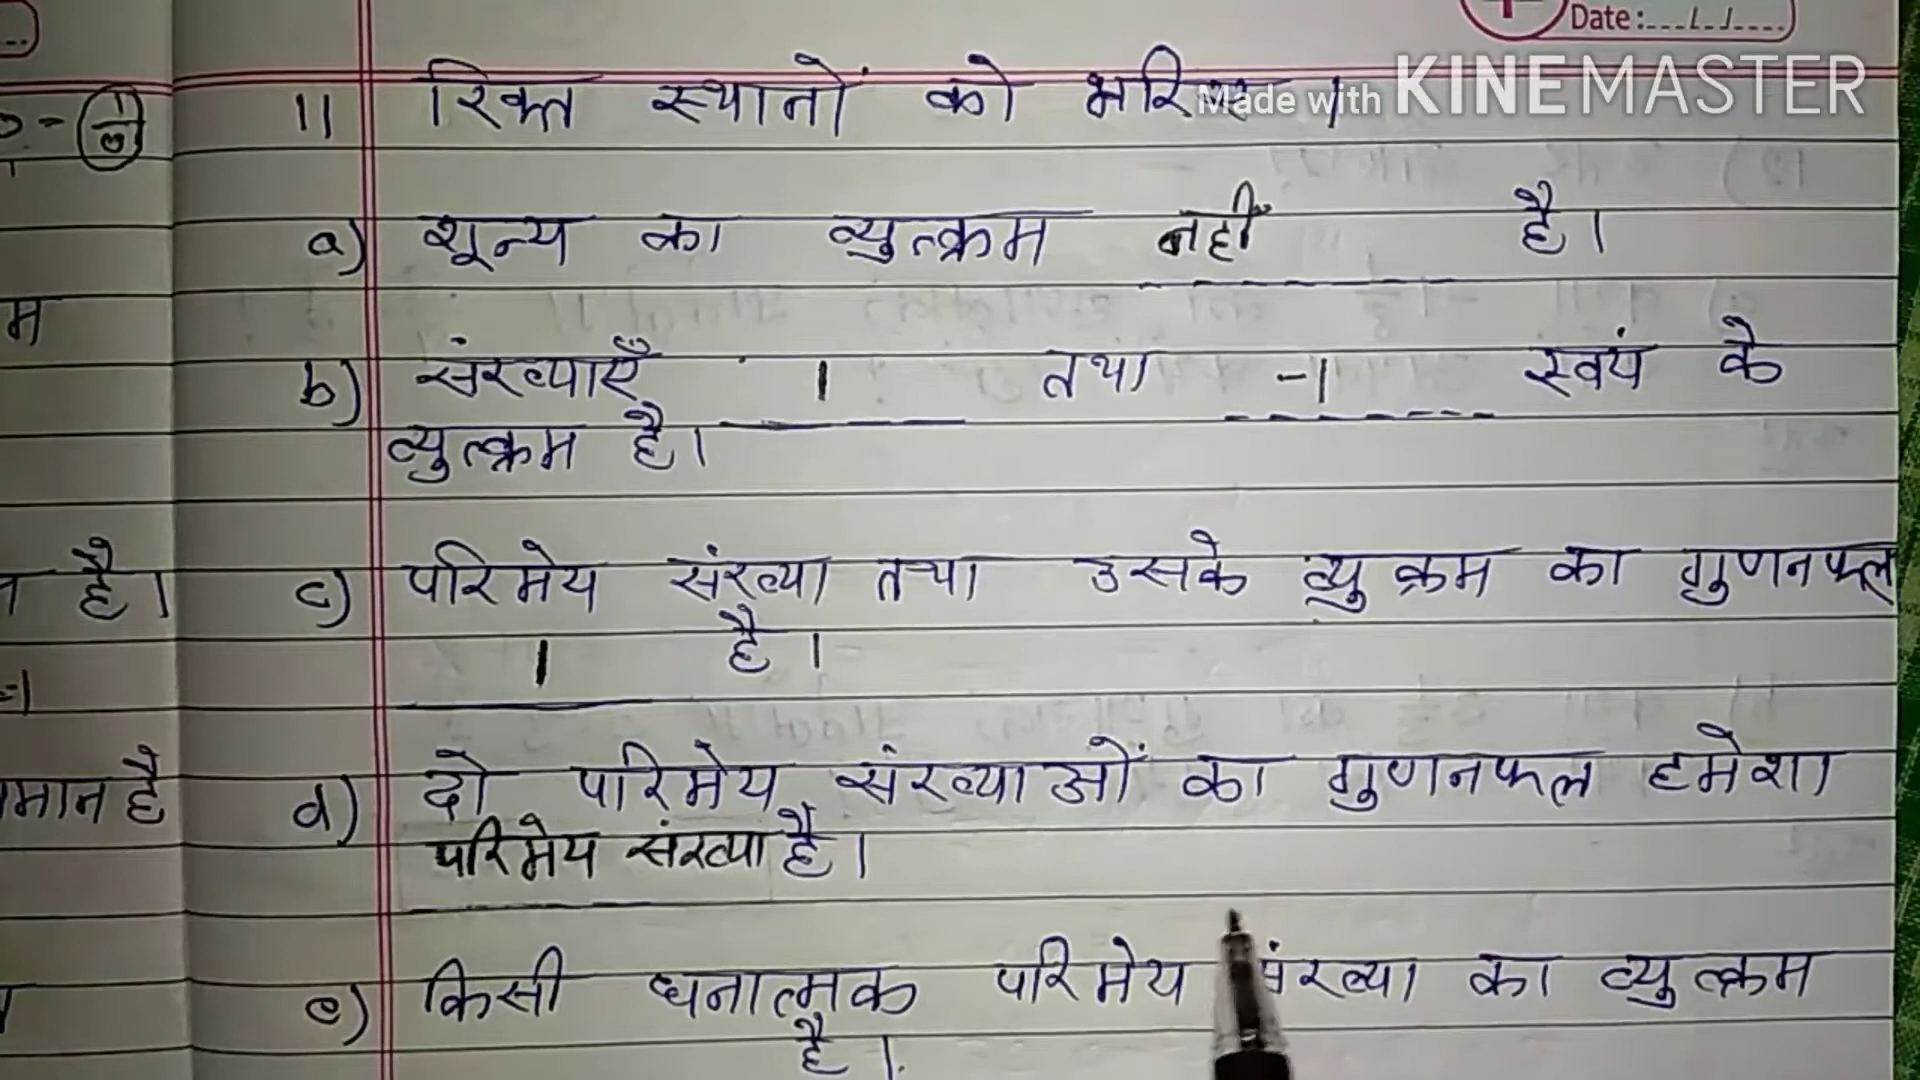 Date:.../.../....
Made with KINEMASTER
11 रिक्त स्थानों को भरिए।
a) शून्य का व्युत्क्रम नहीं है।
b) संख्याएँ 1 तथा -1 स्वयं के
व्युत्क्रम है।
c) परिमेय संख्या तथा उसके व्युक्रम का गुणनफल
1 है।
d) दो परिमेय संख्याओं का गुणनफल हमेशा
परिमेय संख्या है।
e) किसी धनात्मक परिमेय संख्या का व्युत्क्रम
है।
म
है।
-1
मान है